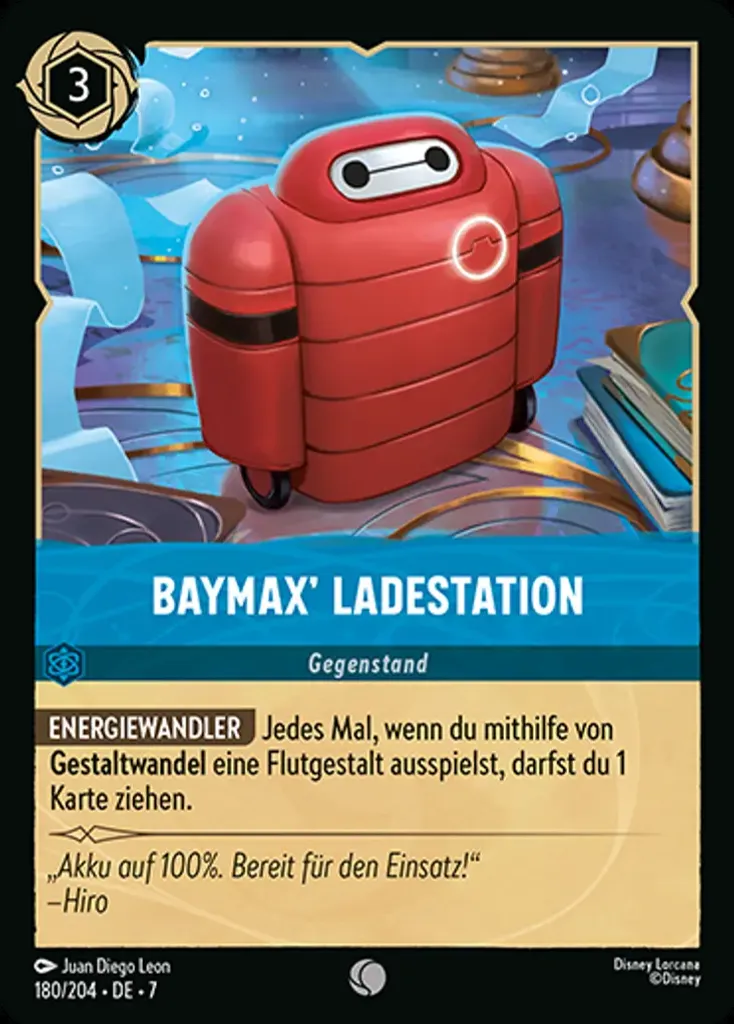 3
BAYMAX’ LADESTATION
Gegenstand
ENERGIEWANDLER Jedes Mal, wenn du mithilfe von
Gestaltwandel eine Flutgestalt ausspielst, darfst du 1
Karte ziehen.
„Akku auf 100%. Bereit für den Einsatz!“
–Hiro
Juan Diego Leon
180/204 • DE • 7
Disney Lorcana
©Disney